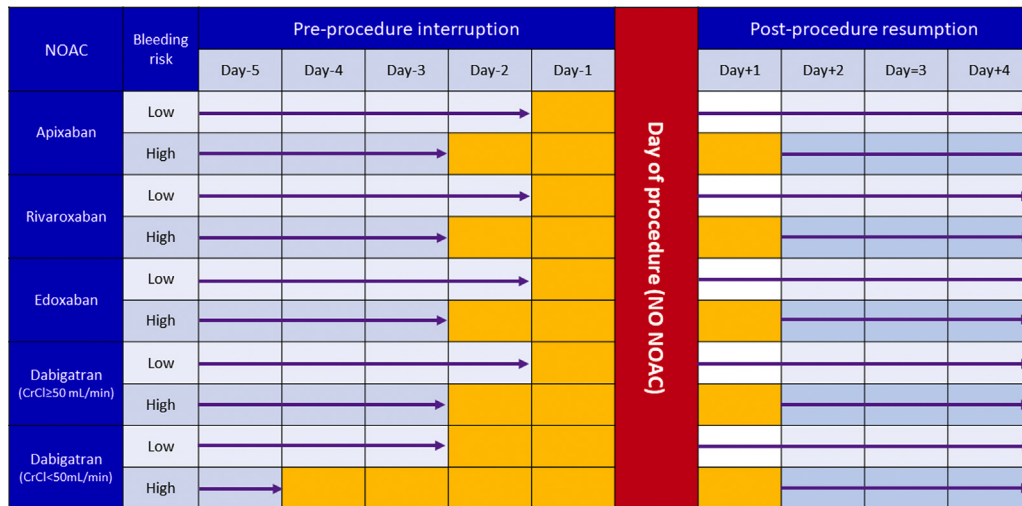 NOAC
Bleeding
risk
Pre-procedure interruption
Post-procedure resumption
Day-5
Day-4
Day-3
Day-2
Day-1
Day+1
Day+2
Day=3
Day+4
Day of procedure (NO NOAC)
Apixaban
Low
High
Rivaroxaban
Low
High
Edoxaban
Low
High
Dabigatran
(CrCl≥50 mL/min)
Low
High
Dabigatran
(CrCl<50mL/min)
Low
High